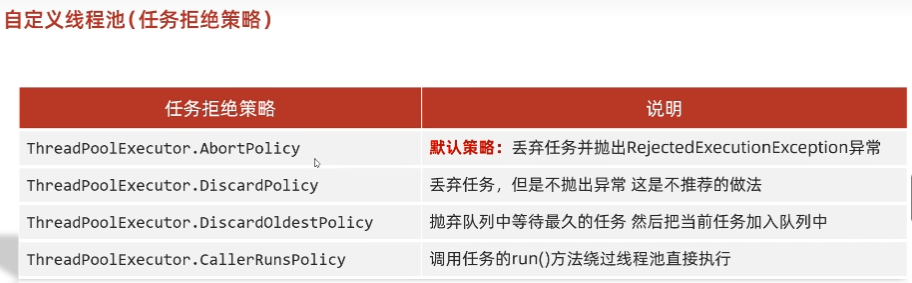 自定义线程池(任务拒绝策略)
任务拒绝策略 说明
ThreadPoolExecutor.AbortPolicy 默认策略：丢弃任务并抛出RejectedExecutionException异常
ThreadPoolExecutor.DiscardPolicy 丢弃任务，但是不抛出异常 这是不推荐的做法
ThreadPoolExecutor.DiscardOldestPolicy 抛弃队列中等待最久的任务 然后把当前任务加入队列中
ThreadPoolExecutor.CallerRunsPolicy 调用任务的run()方法绕过线程池直接执行